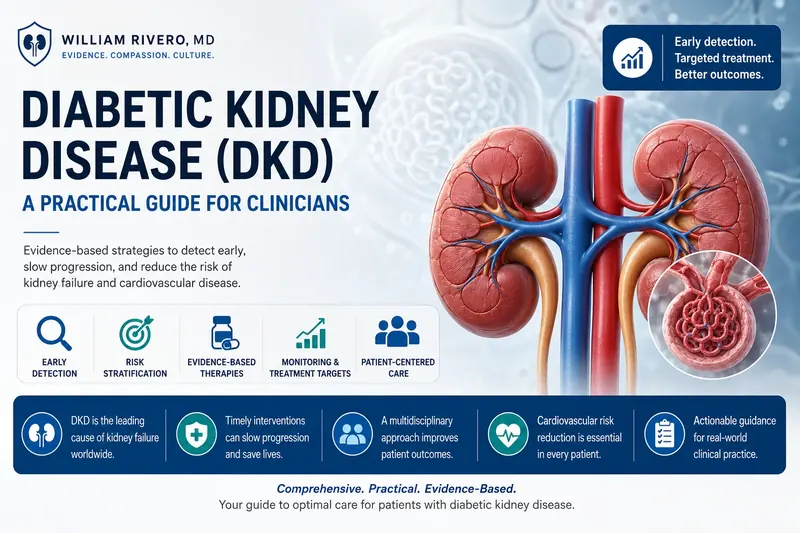 WILLIAM RIVERO, MD
EVIDENCE. COMPASSION. CULTURE.
Early detection.
Targeted treatment.
Better outcomes.
DIABETIC KIDNEY
DISEASE (DKD)
A PRACTICAL GUIDE FOR CLINICIANS
Evidence-based strategies to detect early,
slow progression, and reduce the risk of
kidney failure and cardiovascular disease.
EARLY
DETECTION
RISK
STRATIFICATION
EVIDENCE-BASED
THERAPIES
MONITORING &
TREATMENT TARGETS
PATIENT-CENTERED
CARE
DKD is the leading
cause of kidney failure
worldwide.
Timely interventions
can slow progression
and save lives.
A multidisciplinary
approach improves
patient outcomes.
Cardiovascular risk
reduction is essential
in every patient.
Actionable guidance
for real-world
clinical practice.
Comprehensive. Practical. Evidence-Based.
Your guide to optimal care for patients with diabetic kidney disease.